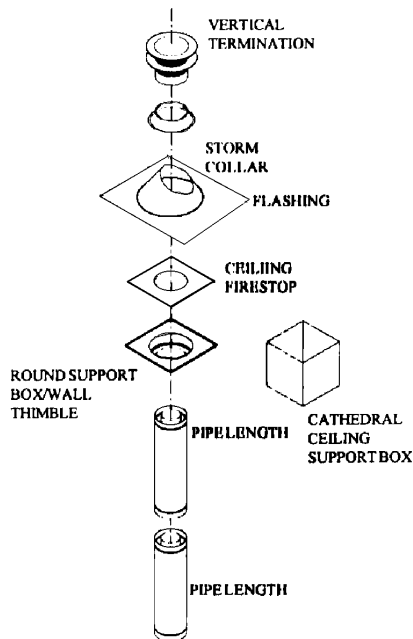 VERTICAL
TERMINATION
STORM
COLLAR
FLASHING
CEILIING
FIRESTOP
ROUND SUPPORT
BOX/WALL
THIMBLE
CATHEDRAL
CEILING
SUPPORT BOX
PIPE LENGTH
PIPE LENGTH